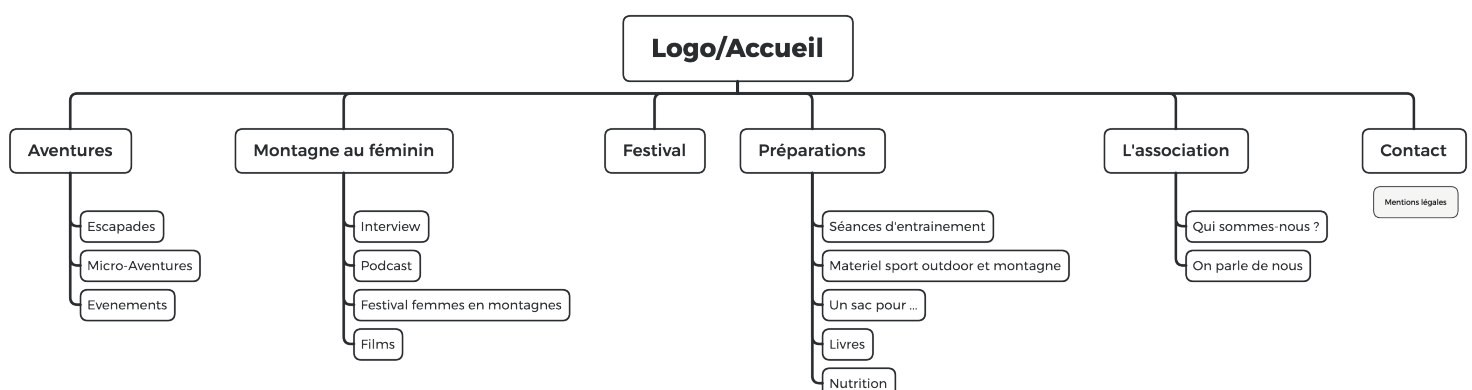 Logo/Accueil
Aventures
Montagne au féminin
Festival
Préparations
L'association
Contact
Mentions légales
Escapades
Micro-Aventures
Evenements
Interview
Podcast
Festival femmes en montagnes
Films
Séances d'entrainement
Materiel sport outdoor et montagne
Un sac pour ...
Livres
Nutrition
Qui sommes-nous ?
On parle de nous